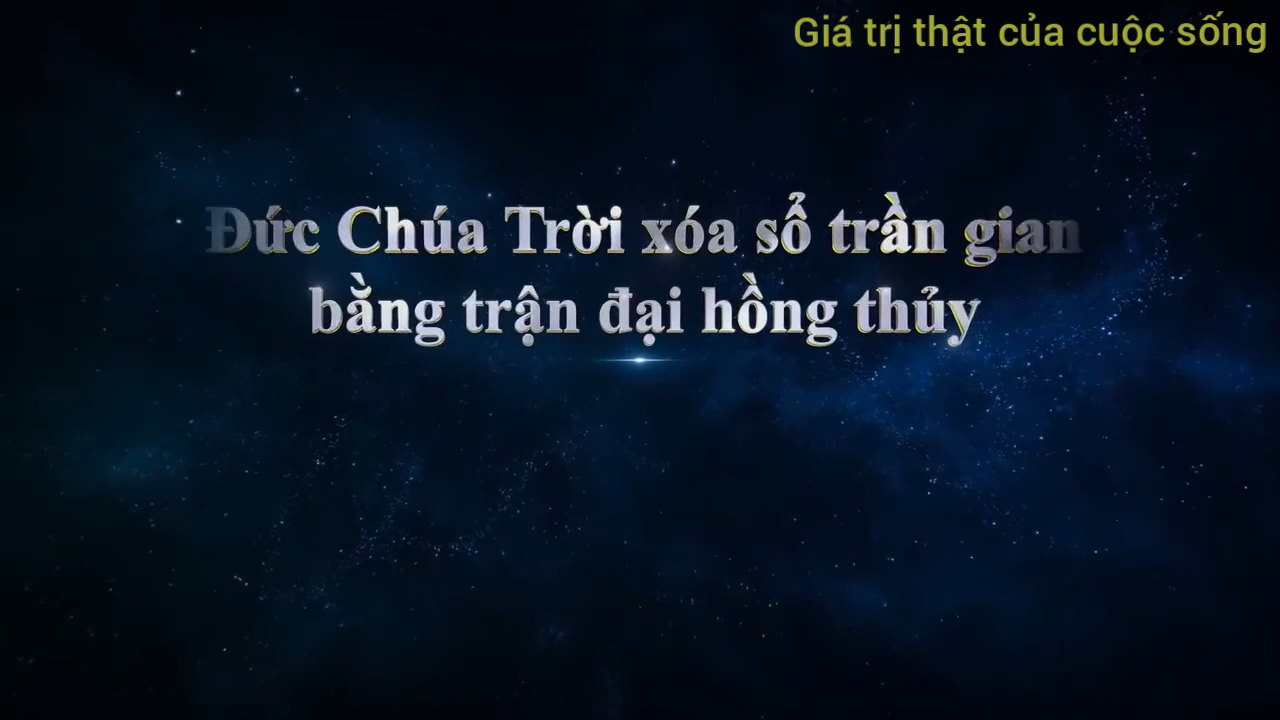 Giá trị thật của cuộc sống
Đức Chúa Trời xóa sổ trần gian
bằng trận đại hồng thủy